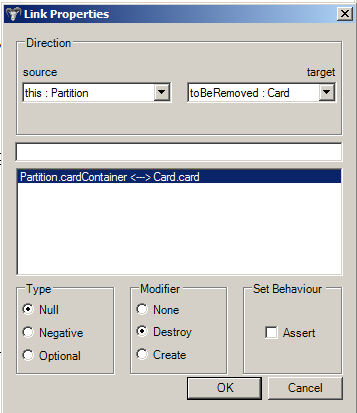 Link Properties
Direction
source target
this : Partition toBeRemoved : Card
Partition.cardContainer <---> Card.card
Type Modifier Set Behaviour
Null None
Negative Destroy Assert
Optional Create
OK Cancel